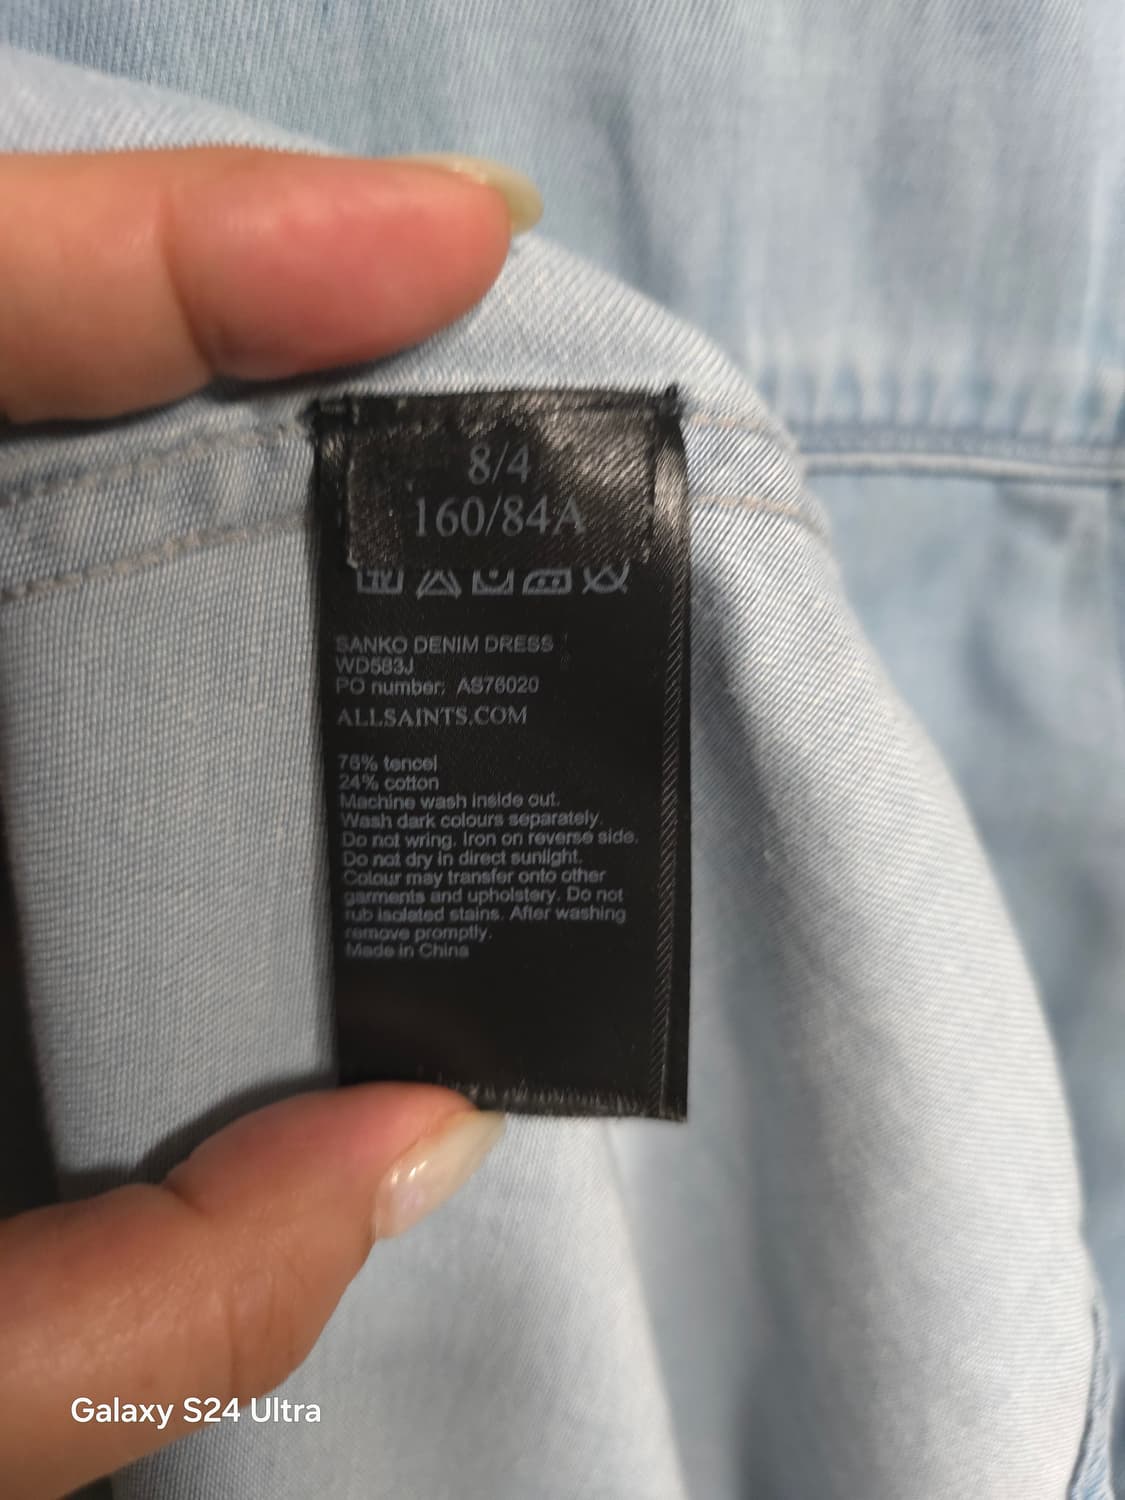 8/4
160/84A
SANKO DENIM DRESS
WD583J
PO number: AS76020
ALLSAINTS.COM
76% tencel
24% cotton
Machine wash inside out.
Wash dark colours separately.
Do not wring. Iron on reverse side.
Do not dry in direct sunlight.
Colour may transfer onto other
garments and upholstery. Do not
rub isolated stains. After washing
remove promptly.
Made in China
Galaxy S24 Ultra